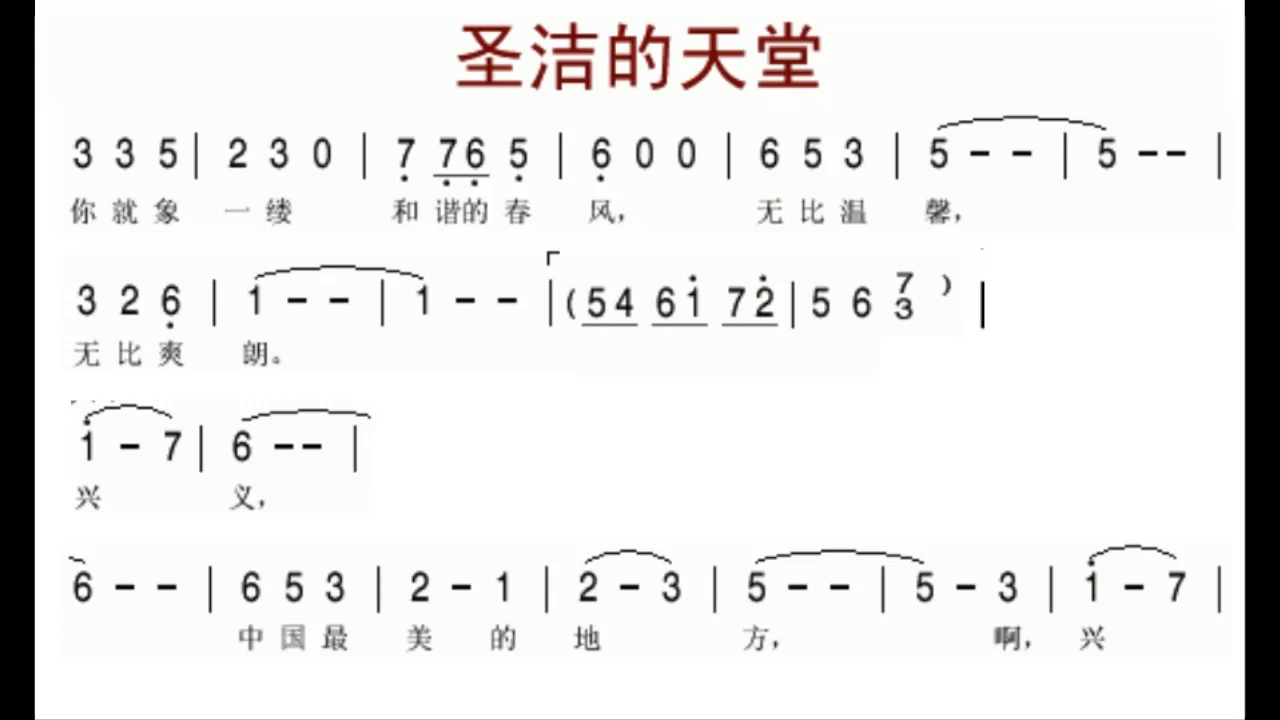 圣洁的天堂
3 3 5 | 2 3 0 | 7̣ 7̣6̣ 5̣ | 6̣ 0 0 | 6 5 3 | 5 - - | 5 - - |
你就象 一缕 和谐的春 风， 无比温 馨，
3 2 6̣ | 1 - - | 1 - - | (54 61̇ 72̇ | 5 6 7 3 ) |
无比爽 朗。
1̇ - 7 | 6 - - |
兴 义，
6 - - | 6 5 3 | 2 - 1 | 2 - 3 | 5 - - | 5 - 3 | 1̇ - 7 |
中国最 美 的 地 方， 啊， 兴